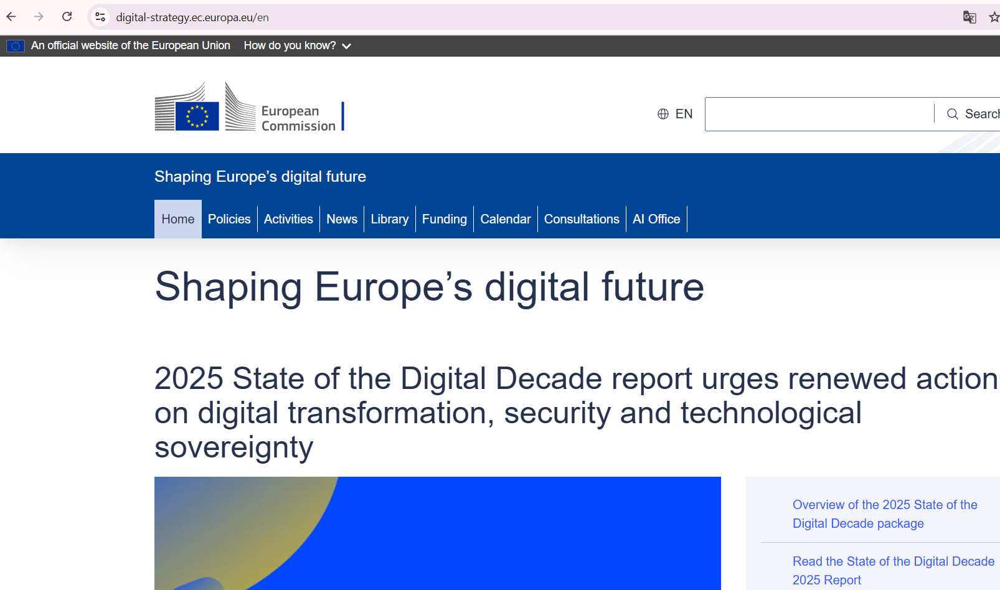 digital-strategy.ec.europa.eu/en
An official website of the European Union How do you know?
European
Commission
EN
Search
Shaping Europe’s digital future
Home Policies Activities News Library Funding Calendar Consultations AI Office
Shaping Europe’s digital future
2025 State of the Digital Decade report urges renewed action
on digital transformation, security and technological
sovereignty
Overview of the 2025 State of the
Digital Decade package
Read the State of the Digital Decade
2025 Report